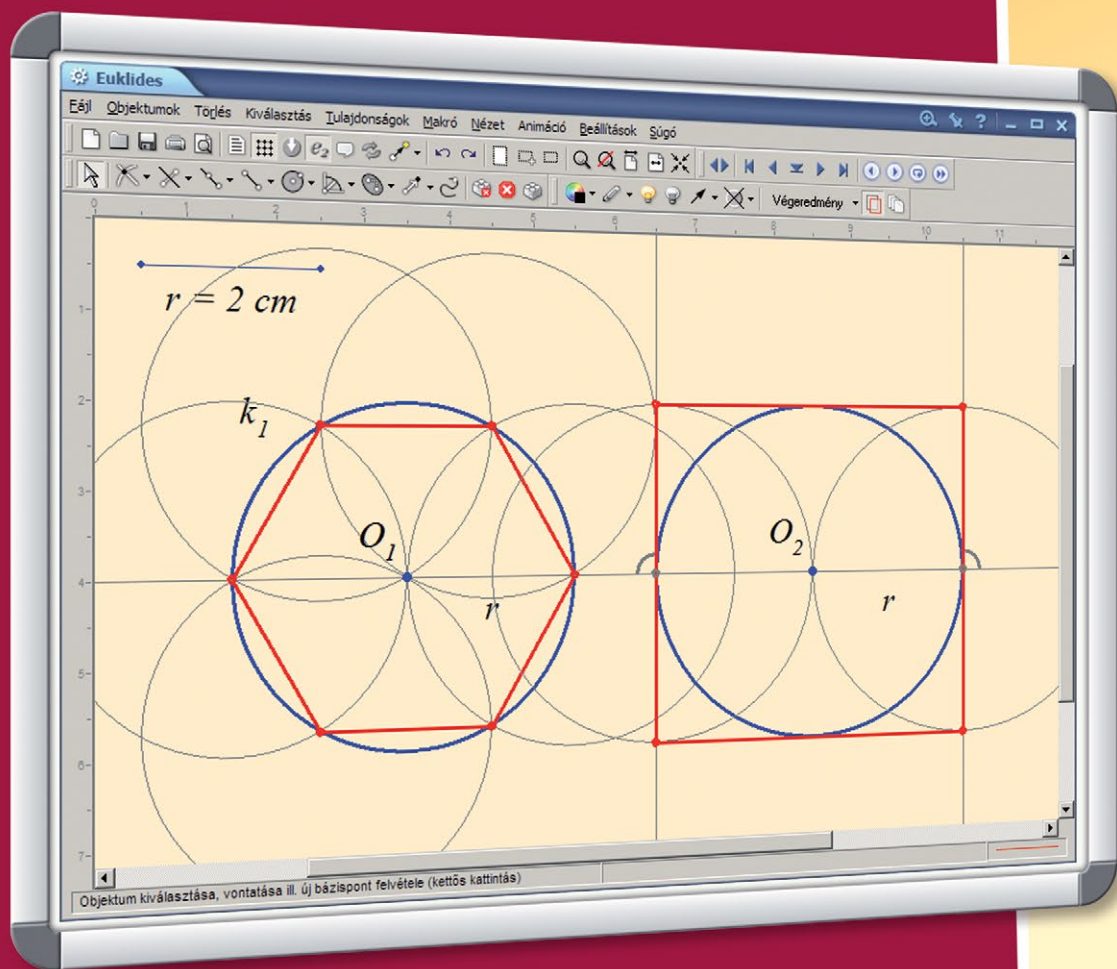 Euklides
Fájl Objektumok Törlés Kiválasztás Tulajdonságok Makró Nézet Animáció Beállítások Súgó
e2
Végeredmény
0 1 2 3 4 5 6 7 8 9 10 11
1
2
3
4
5
6
7
r = 2 cm
k1
O1
O2
r
r
Objektum kiválasztása, vontatása ill. új bázispont felvétele (kettős kattintás)